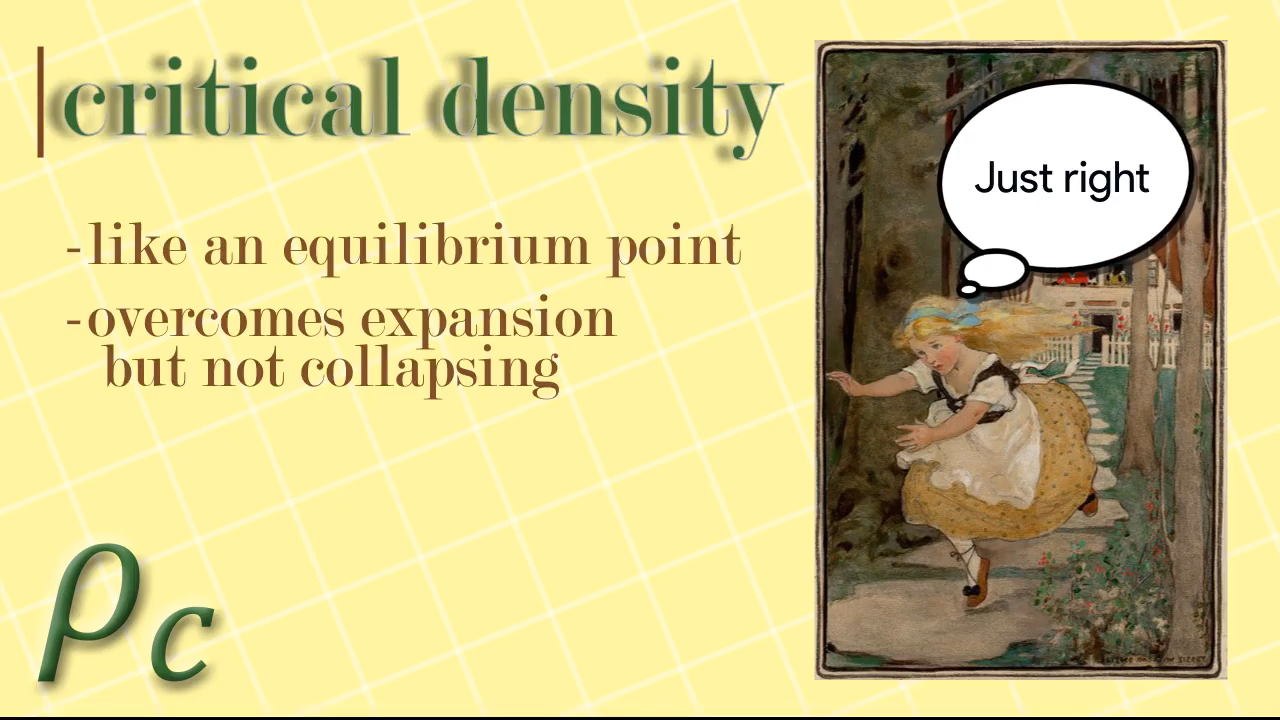 critical density
-like an equilibrium point
-overcomes expansion
but not collapsing
Just right
ρc